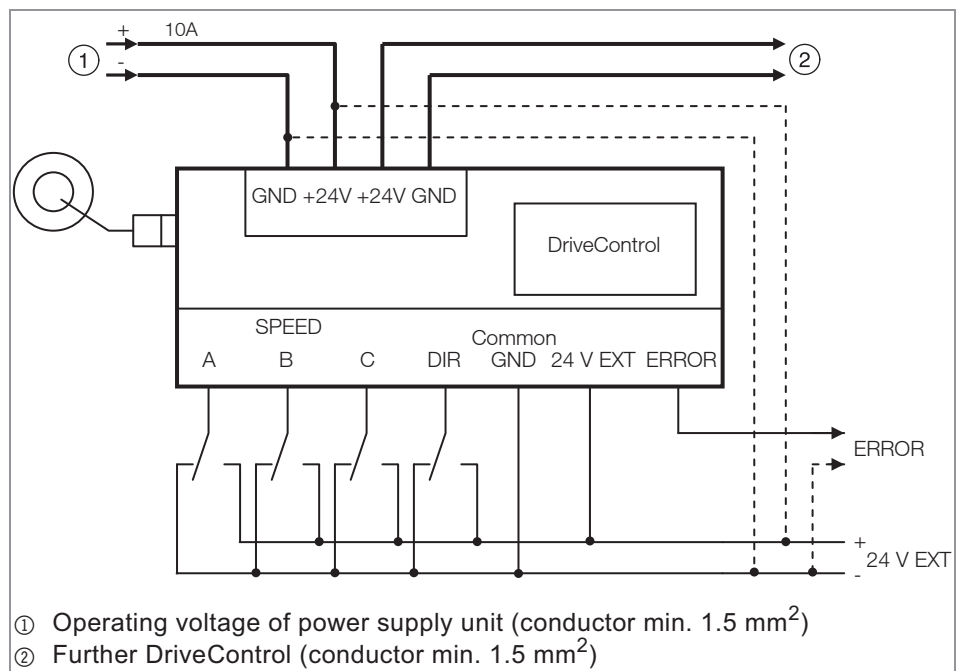 + 10A
① -
②
GND +24V +24V GND
DriveControl
SPEED
Common
A B C DIR GND 24 V EXT ERROR
ERROR
+
24 V EXT
-
① Operating voltage of power supply unit (conductor min. 1.5 mm²)
② Further DriveControl (conductor min. 1.5 mm²)